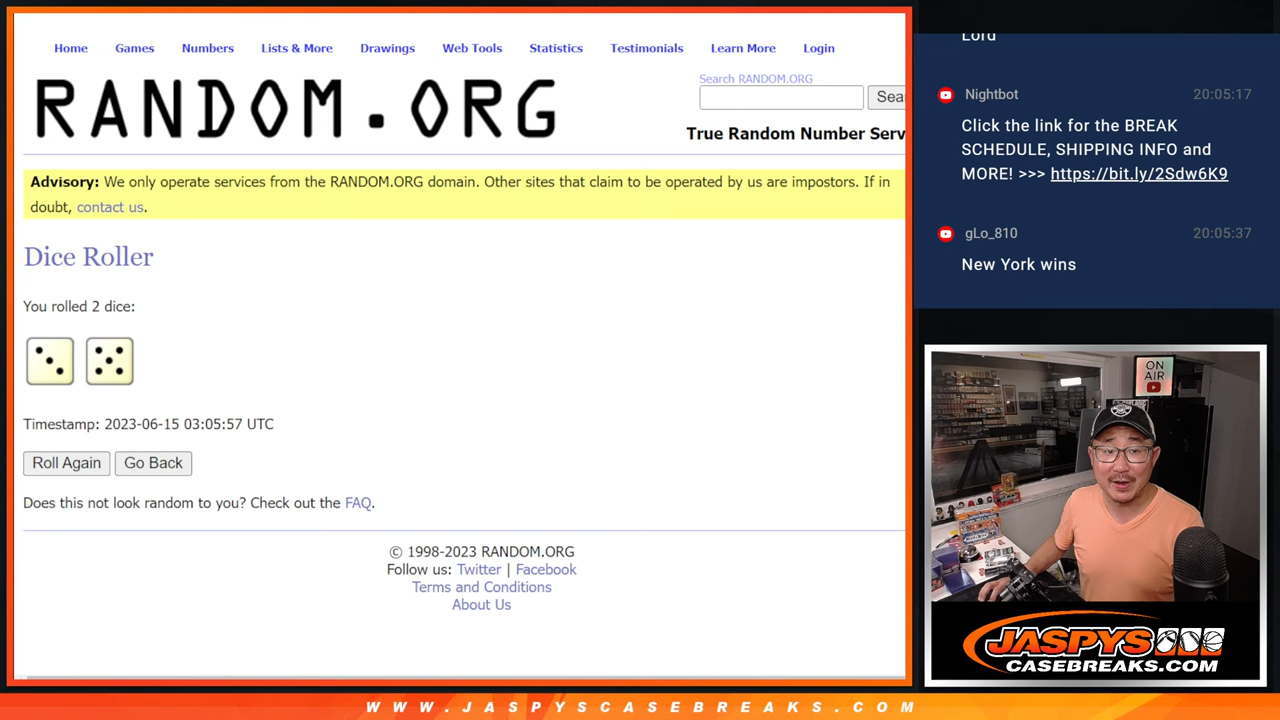 Home Games Numbers Lists & More Drawings Web Tools Statistics Testimonials Learn More Login
RANDOM.ORG
Search RANDOM.ORG
Sear
True Random Number Serv
Advisory: We only operate services from the RANDOM.ORG domain. Other sites that claim to be operated by us are impostors. If in
doubt, contact us.
Dice Roller
You rolled 2 dice:
Timestamp: 2023-06-15 03:05:57 UTC
Roll Again Go Back
Does this not look random to you? Check out the FAQ.
© 1998-2023 RANDOM.ORG
Follow us: Twitter | Facebook
Terms and Conditions
About Us
Lord
Nightbot 20:05:17
Click the link for the BREAK
SCHEDULE, SHIPPING INFO and
MORE! >>> https://bit.ly/2Sdw6K9
gLo_810 20:05:37
New York wins
ON
AIR
JASPYS
CASEBREAKS.COM
WWW.JASPYSCASEBREAKS.COM